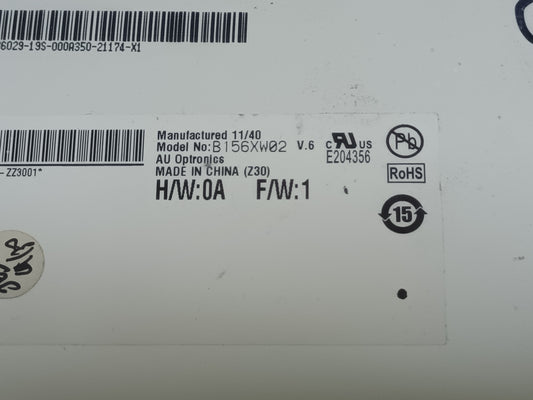 6029-19S-000A350-21174-X1
Manufactured 11/40
Model No: B156XW02 V.6
AU Optronics
MADE IN CHINA (Z30)
H/W:0A F/W:1
c RU US
E204356
Pb
RoHS
15
ZZ3001*